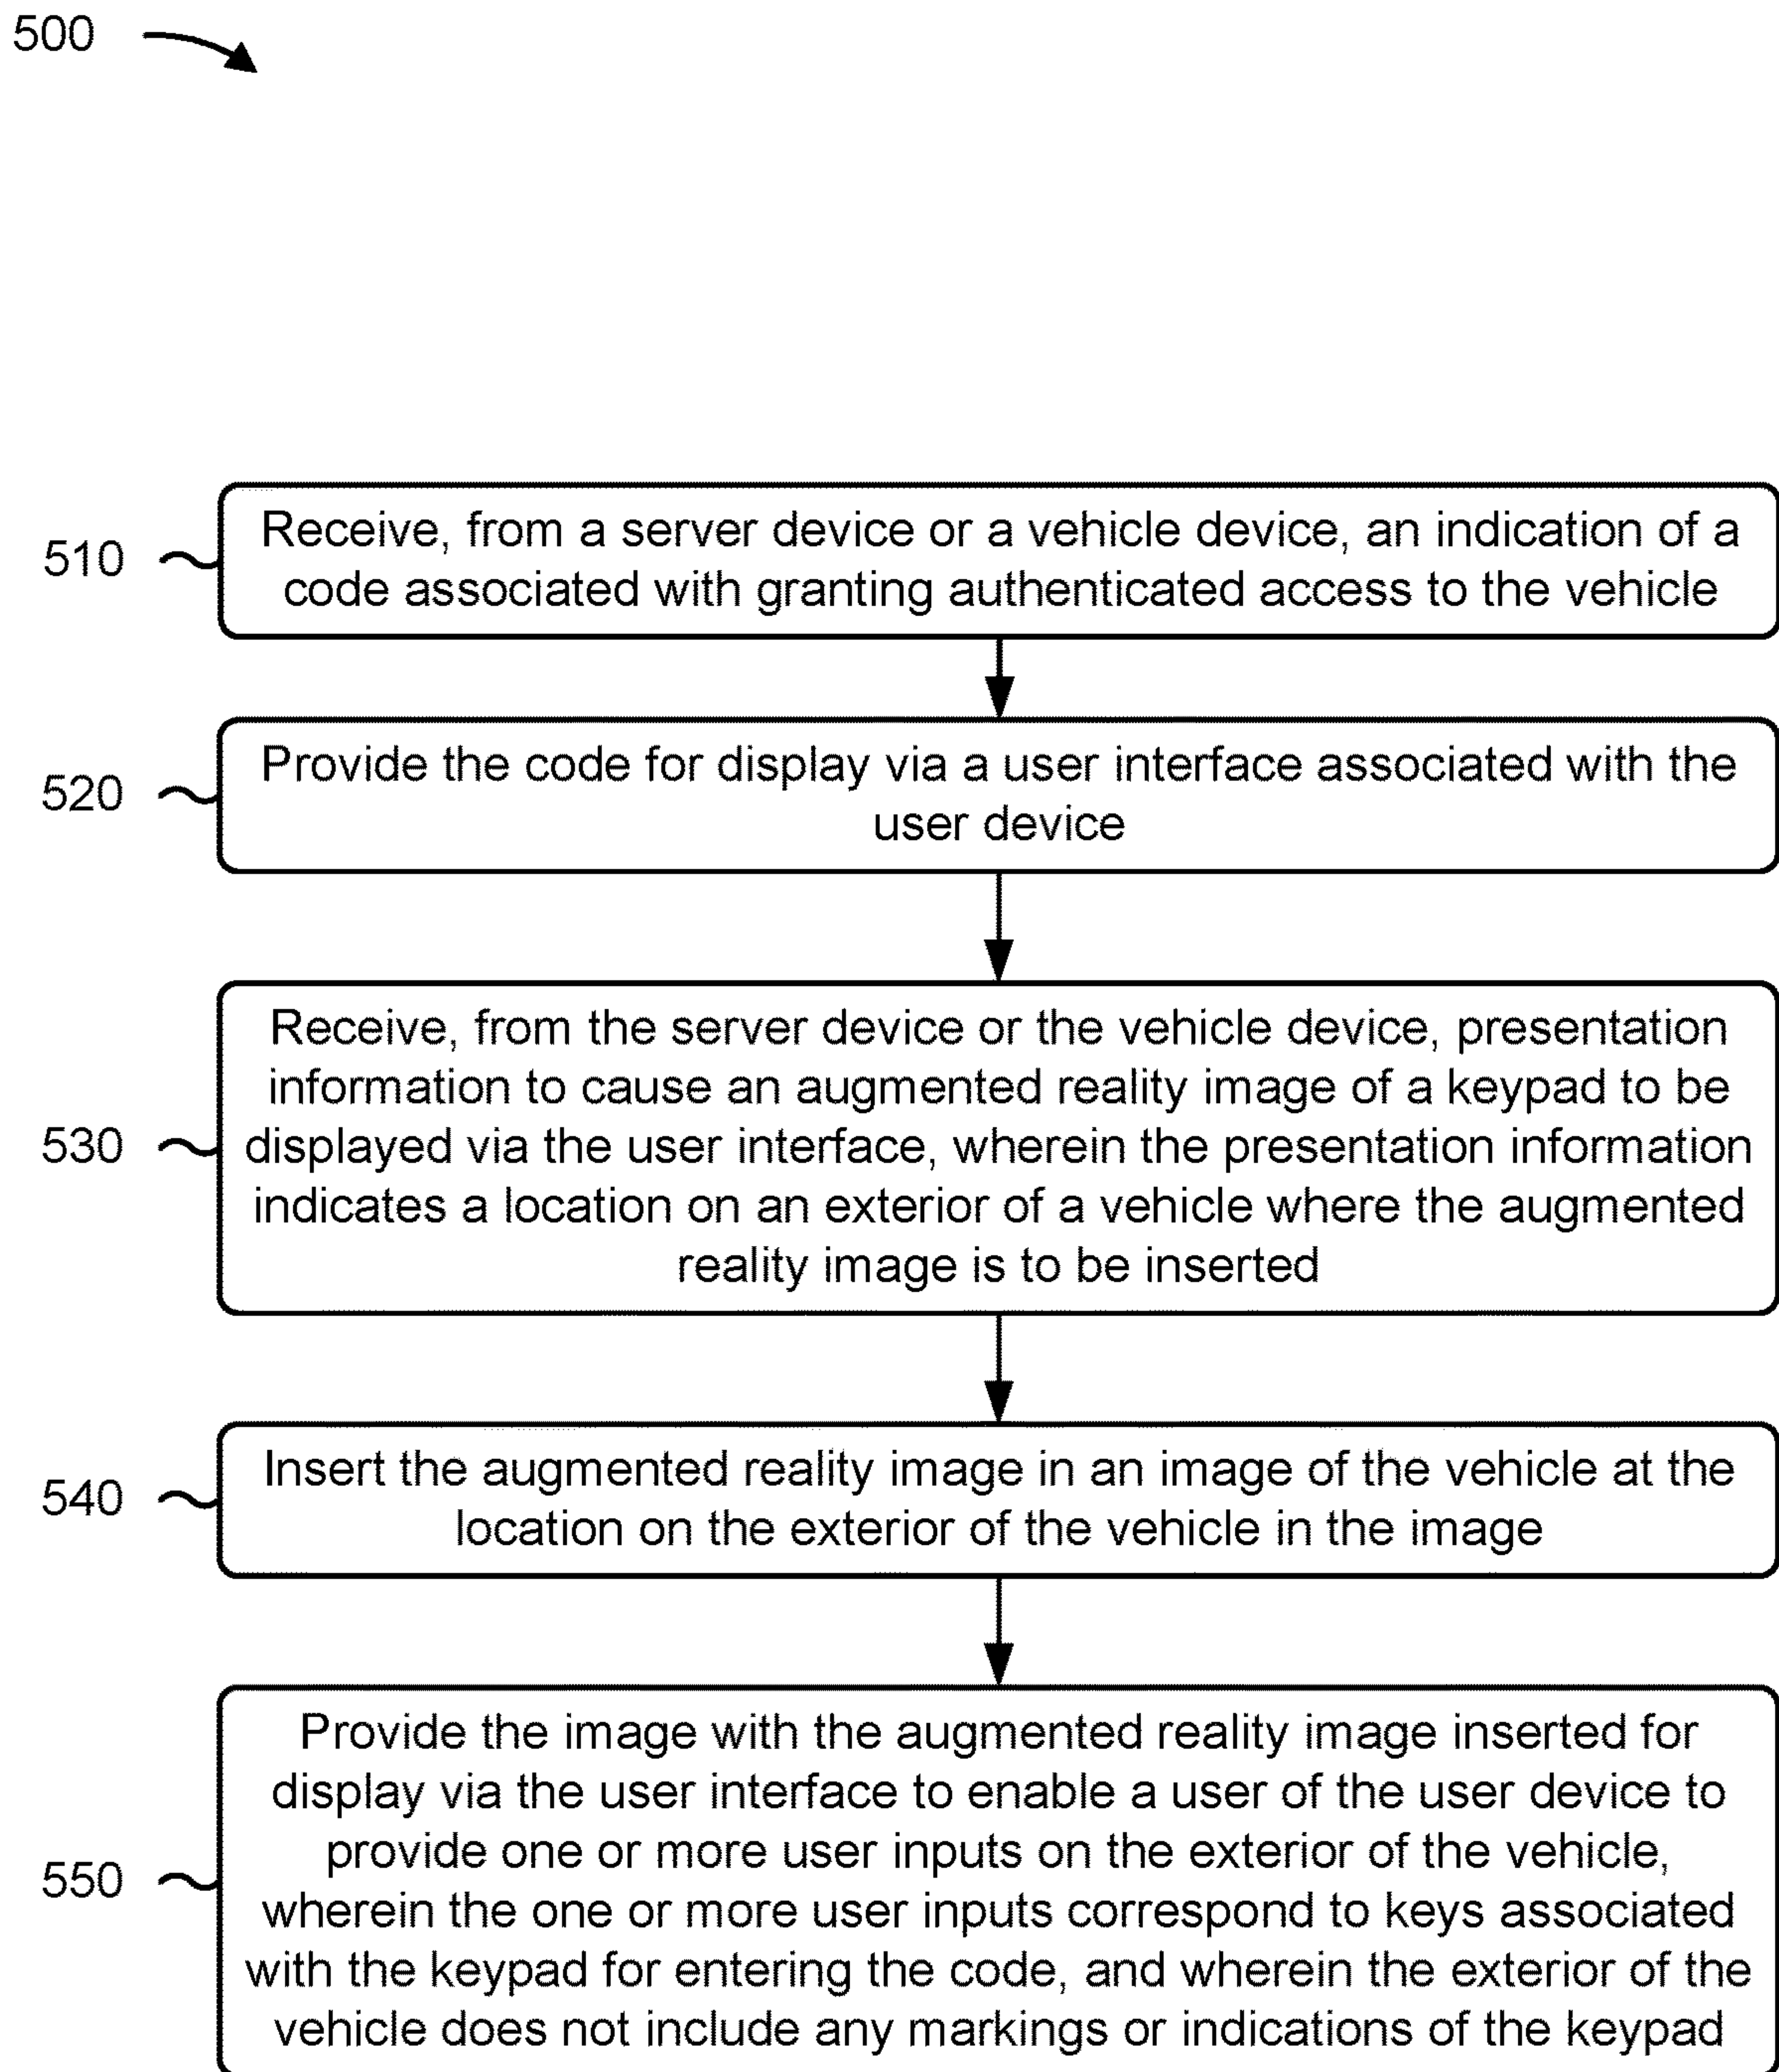 500
510
Receive, from a server device or a vehicle device, an indication of a
code associated with granting authenticated access to the vehicle
520
Provide the code for display via a user interface associated with the
user device
530
Receive, from the server device or the vehicle device, presentation
information to cause an augmented reality image of a keypad to be
displayed via the user interface, wherein the presentation information
indicates a location on an exterior of a vehicle where the augmented
reality image is to be inserted
540
Insert the augmented reality image in an image of the vehicle at the
location on the exterior of the vehicle in the image
550
Provide the image with the augmented reality image inserted for
display via the user interface to enable a user of the user device to
provide one or more user inputs on the exterior of the vehicle,
wherein the one or more user inputs correspond to keys associated
with the keypad for entering the code, and wherein the exterior of the
vehicle does not include any markings or indications of the keypad